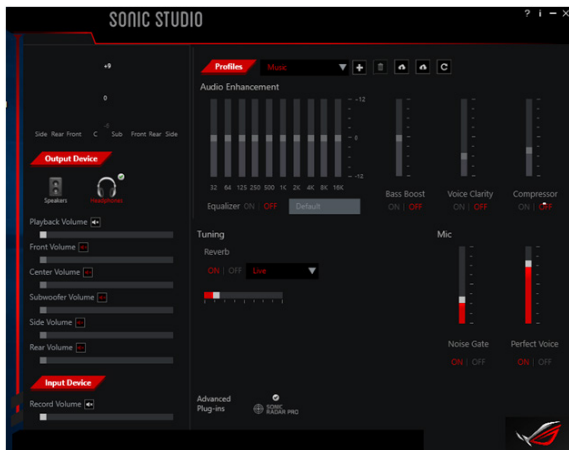 SONIC STUDIO
? i
Profiles Music
Audio Enhancement
+9
0
Side Rear Front C Sub Front Rear Side
+12
0
-12
32 64 125 250 500 1K 2K 4K 8K 16K
Equalizer ON OFF Default
Bass Boost
ON | OFF
Voice Clarity
ON | OFF
Compressor
ON | OFF
Output Device
Speakers
Headphones
Playback Volume
Front Volume
Center Volume
Subwoofer Volume
Side Volume
Rear Volume
Input Device
Record Volume
Tuning
Reverb
ON | OFF Live
Mic
Noise Gate
ON | OFF
Perfect Voice
ON | OFF
Advanced
Plug-ins
SONIC
RADAR PRO